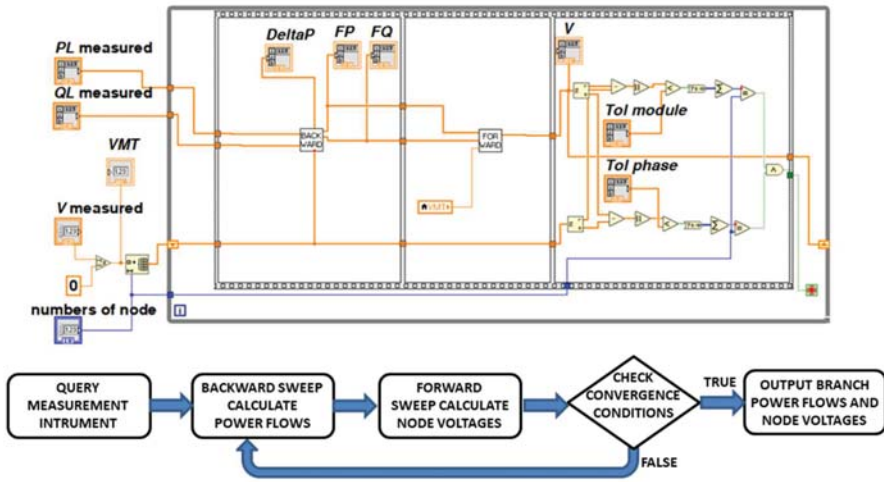 DeltaP
FP
FQ
V
PL measured
QL measured
VMT
V measured
0
numbers of node
BACK
WARD
FOR
WARD
VMT
Tol module
Tol phase
i
QUERY
MEASUREMENT
INTRUMENT
BACKWARD SWEEP
CALCULATE
POWER FLOWS
FORWARD
SWEEP CALCULATE
NODE VOLTAGES
CHECK
CONVERGENCE
CONDITIONS
TRUE
FALSE
OUTPUT BRANCH
POWER FLOWS AND
NODE VOLTAGES